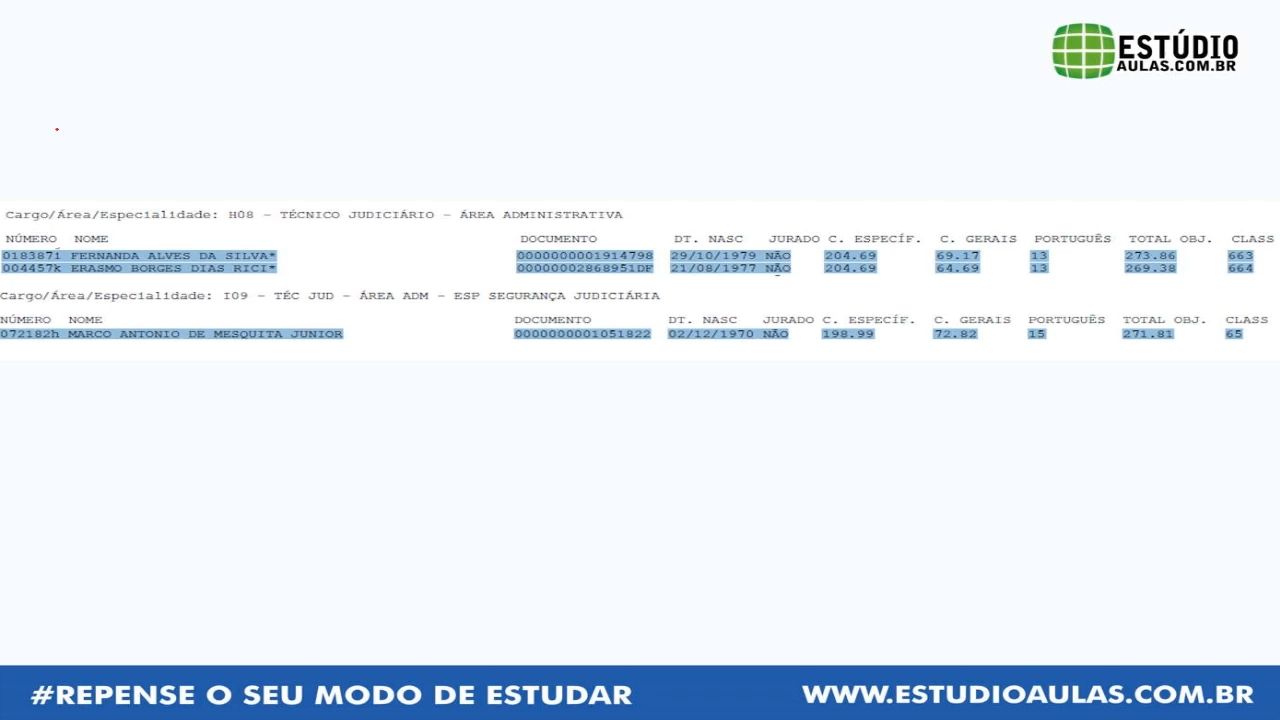 ESTÚDIO
AULAS.COM.BR
Cargo/Área/Especialidade: H08 - TÉCNICO JUDICIÁRIO - ÁREA ADMINISTRATIVA
NÚMERO NOME DOCUMENTO DT. NASC JURADO C. ESPECÍF. C. GERAIS PORTUGUÊS TOTAL OBJ. CLASS
018387i FERNANDA ALVES DA SILVA* 0000000001914798 29/10/1979 NÃO 204.69 69.17 13 273.86 663
004457k ERASMO BORGES DIAS RICI* 00000002868951DF 21/08/1977 NÃO 204.69 64.69 13 269.38 664
Cargo/Área/Especialidade: I09 - TÉC JUD - ÁREA ADM - ESP SEGURANÇA JUDICIÁRIA
NÚMERO NOME DOCUMENTO DT. NASC JURADO C. ESPECÍF. C. GERAIS PORTUGUÊS TOTAL OBJ. CLASS
072182h MARCO ANTONIO DE MESQUITA JUNIOR 0000000001051822 02/12/1970 NÃO 198.99 72.82 15 271.81 65
#REPENSE O SEU MODO DE ESTUDAR WWW.ESTUDIOAULAS.COM.BR